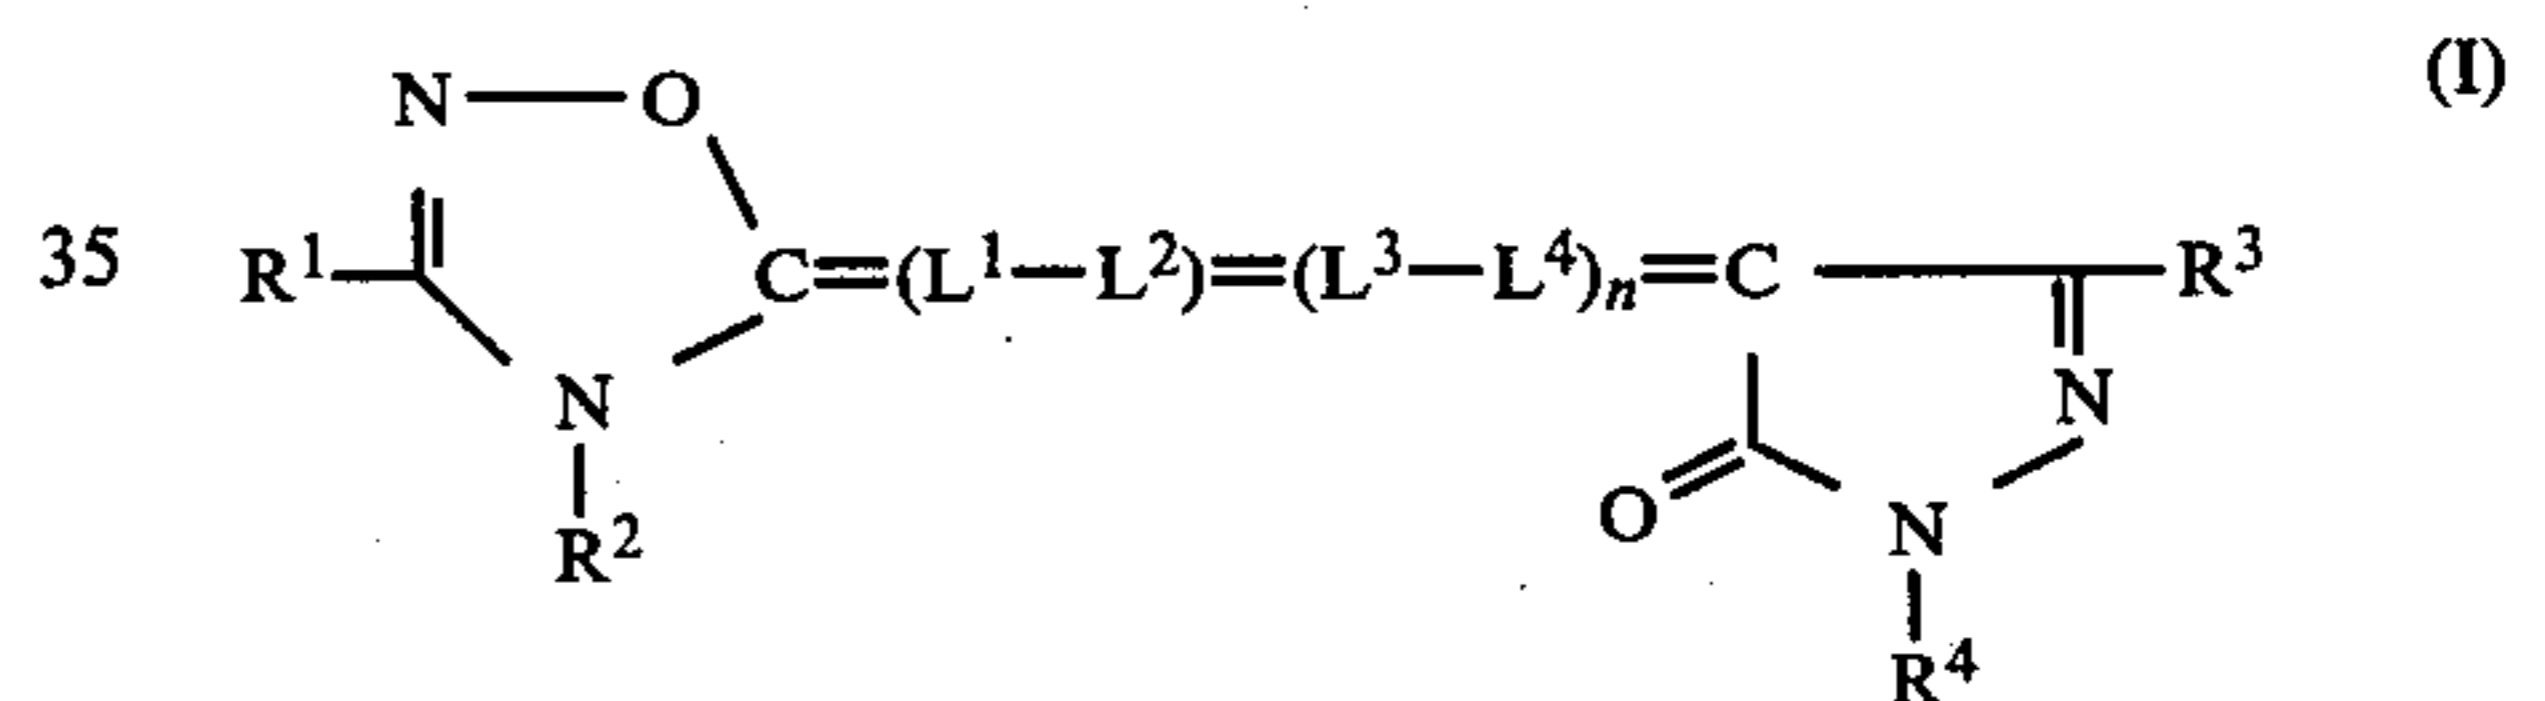 (I)
N—O
35 R¹ C=(L¹—L²)=(L³—L⁴)ₙ=C R³
N N
O N
R² R⁴